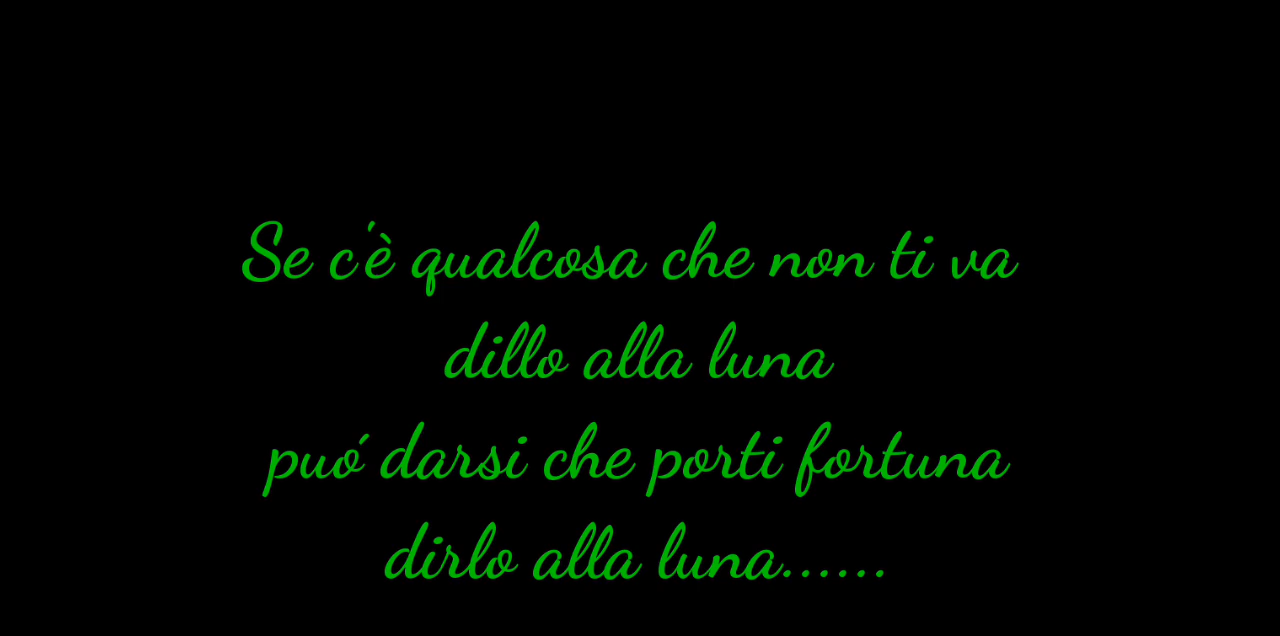 Se c'è qualcosa che non ti va
dillo alla luna
puó darsi che porti fortuna
dirlo alla luna......